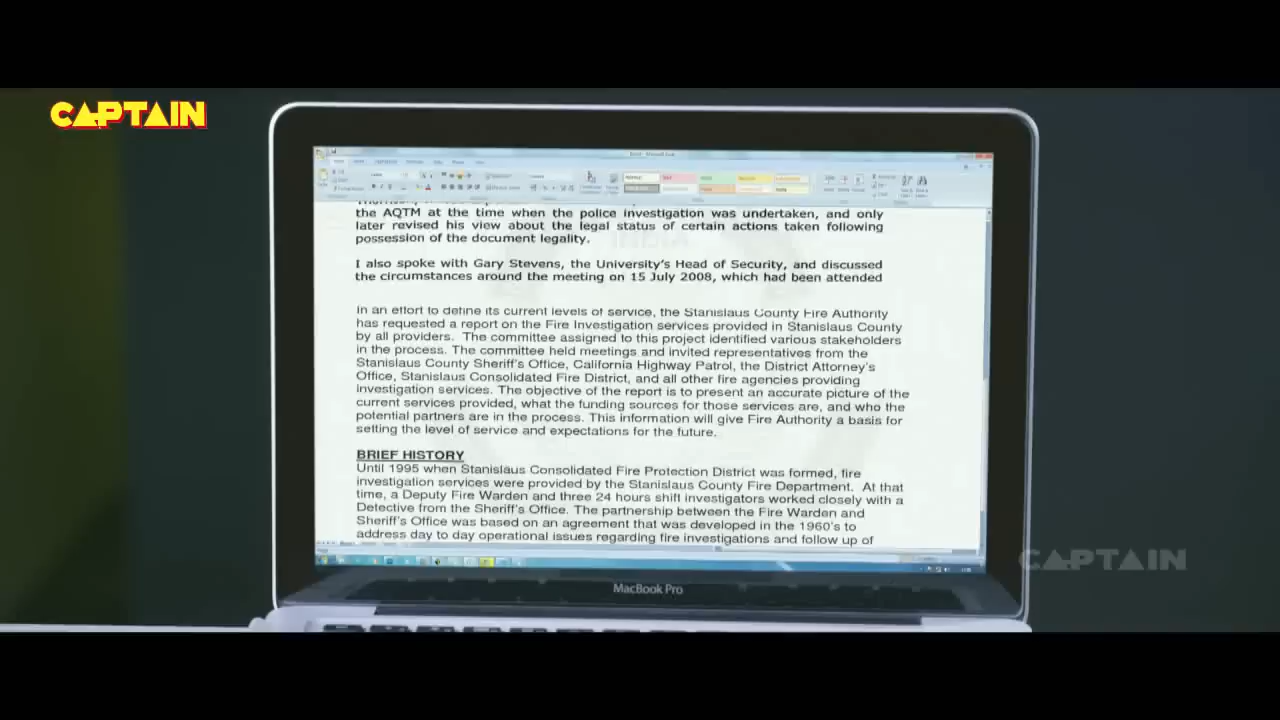 CAPTAIN
the AQTM at the time when the police investigation was undertaken, and only
later revised his view about the legal status of certain actions taken following
possession of the document legality.
I also spoke with Gary Stevens, the University's Head of Security, and discussed
the circumstances around the meeting on 15 July 2008, which had been attended
In an effort to define its current levels of service, the Stanislaus County Fire Authority
has requested a report on the Fire Investigation services provided in Stanislaus County
by all providers. The committee assigned to this project identified various stakeholders
in the process. The committee held meetings and invited representatives from the
Stanislaus County Sheriff's Office, California Highway Patrol, the District Attorney's
Office, Stanislaus Consolidated Fire District, and all other fire agencies providing
investigation services. The objective of the report is to present an accurate picture of the
current services provided, what the funding sources for those services are, and who the
potential partners are in the process. This information will give Fire Authority a basis for
setting the level of service and expectations for the future.
BRIEF HISTORY
Until 1995 when Stanislaus Consolidated Fire Protection District was formed, fire
investigation services were provided by the Stanislaus County Fire Department. At that
time, a Deputy Fire Warden and three 24 hours shift investigators worked closely with a
Detective from the Sheriff's Office. The partnership between the Fire Warden and
Sheriff's Office was based on an agreement that was developed in the 1960's to
address day to day operational issues regarding fire investigations and follow up of
CAPTAIN
MacBook Pro